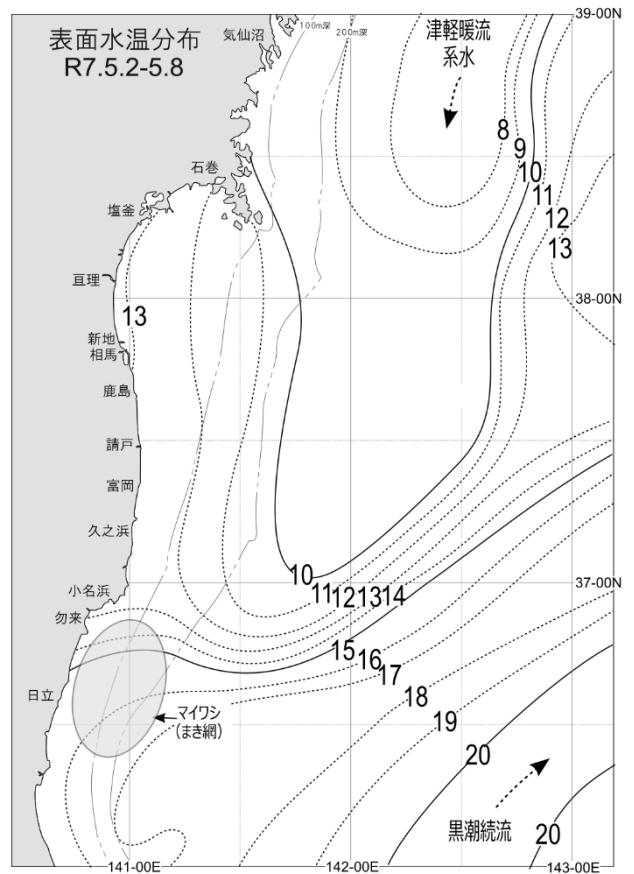 表面水温分布
R7.5.2-5.8
気仙沼
100m深
200m深
津軽暖流
系水
39-00N
8
9
10
11
12
13
石巻
塩釜
亘理
13
新地
相馬
鹿島
請戸
富岡
久之浜
小名浜
勿来
日立
38-00N
37-00N
10
11
12
13
14
15
16
17
18
19
20
マイワシ
(まき網)
黒潮続流
20
141-00E
142-00E
143-00E